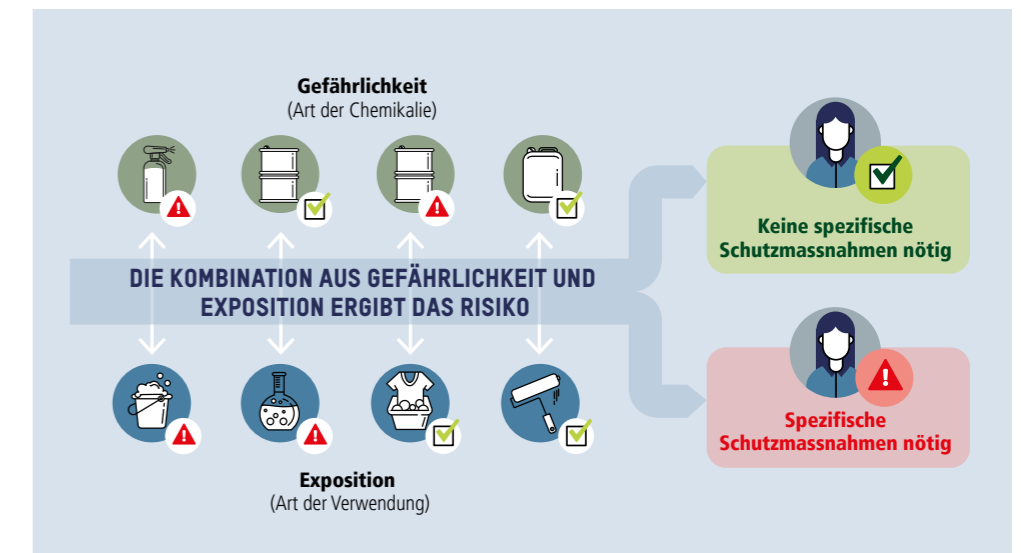 Gefährlichkeit
(Art der Chemikalie)
DIE KOMBINATION AUS GEFÄHRLICHKEIT UND
EXPOSITION ERGIBT DAS RISIKO
Exposition
(Art der Verwendung)
Keine spezifische
Schutzmassnahmen nötig
Spezifische
Schutzmassnahmen nötig